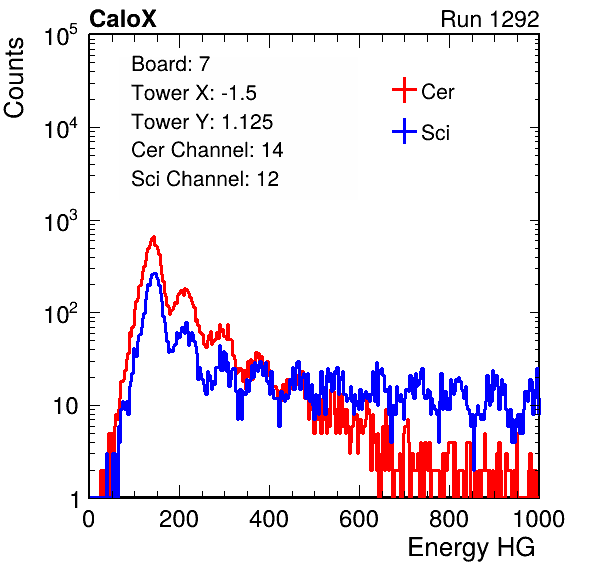 CaloX Run 1292
Counts
10^5
10^4
10^3
10^2
10
1
Board: 7
Tower X: -1.5
Tower Y: 1.125
Cer Channel: 14
Sci Channel: 12
Cer
Sci
0 200 400 600 800 1000
Energy HG